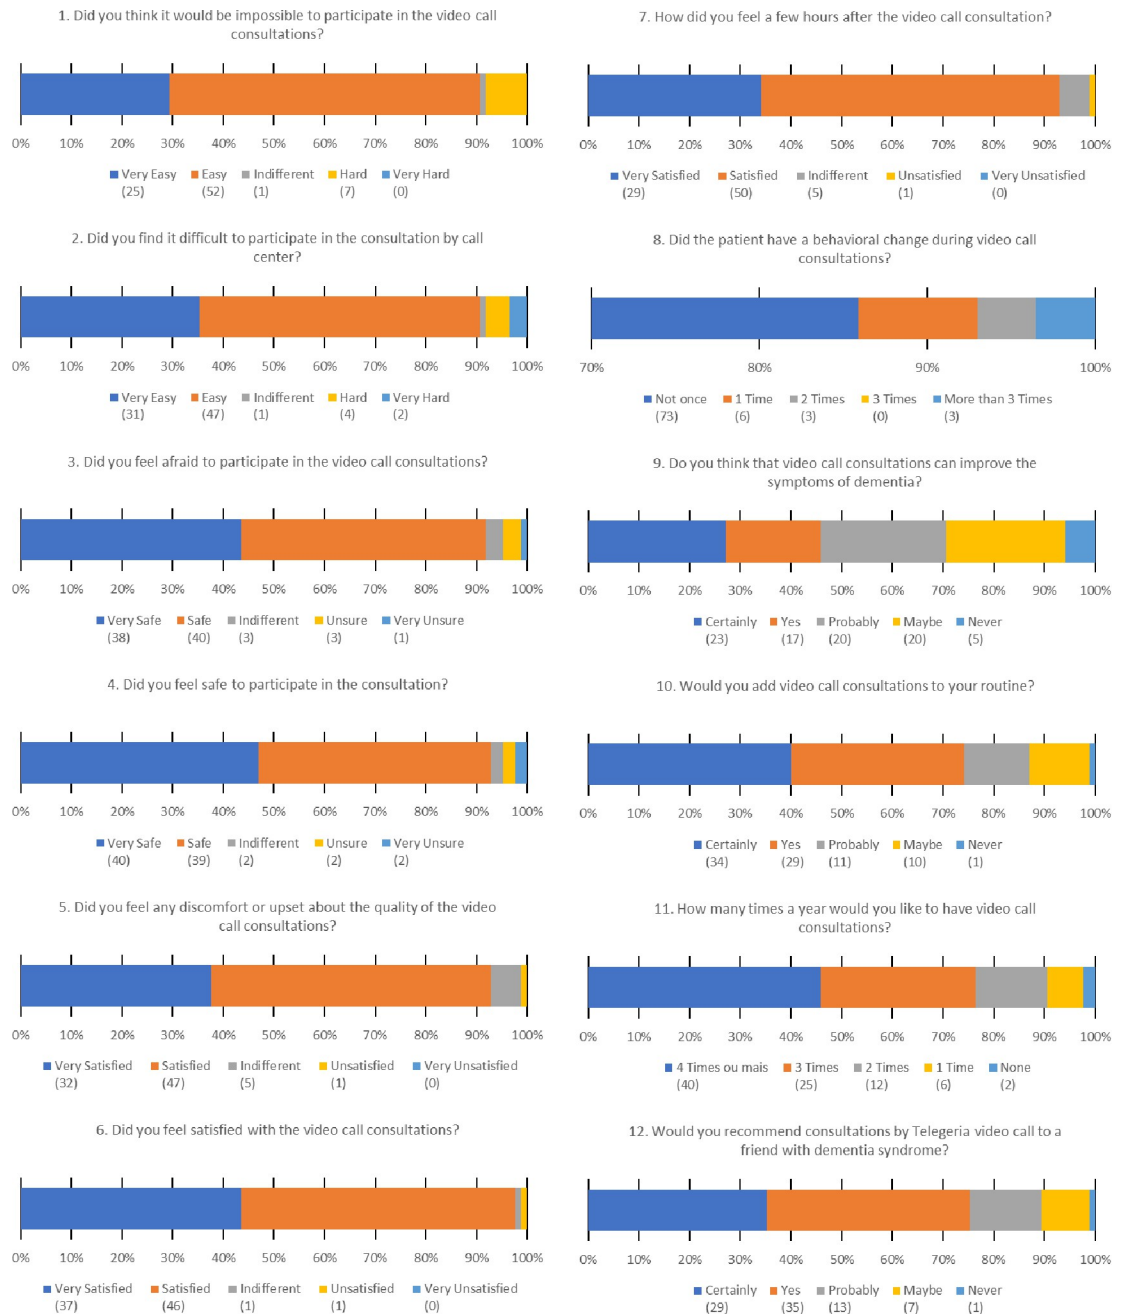 1. Did you think it would be impossible to participate in the video call
consultations?
0% 10% 20% 30% 40% 50% 60% 70% 80% 90% 100%
0% 10% 20% 30% 40% 50% 60% 70% 80% 90% 100%
Very Easy Easy Indifferent Hard Very Hard
(25) (52) (1) (7) (0)
2. Did you find it difficult to participate in the consultation by call
center?
0% 10% 20% 30% 40% 50% 60% 70% 80% 90% 100%
Very Easy Easy Indifferent Hard Very Hard
(31) (47) (1) (4) (2)
3. Did you feel afraid to participate in the video call consultations?
0% 10% 20% 30% 40% 50% 60% 70% 80% 90% 100%
Very Safe Safe Indifferent Unsure Very Unsure
(38) (40) (3) (3) (1)
4. Did you feel safe to participate in the consultation?
0% 10% 20% 30% 40% 50% 60% 70% 80% 90% 100%
Very Safe Safe Indifferent Unsure Very Unsure
(40) (39) (2) (2) (2)
5. Did you feel any discomfort or upset about the quality of the video
call consultations?
0% 10% 20% 30% 40% 50% 60% 70% 80% 90% 100%
Very Satisfied Satisfied Indifferent Unsatisfied Very Unsatisfied
(32) (47) (5) (1) (0)
6. Did you feel satisfied with the video call consultations?
0% 10% 20% 30% 40% 50% 60% 70% 80% 90% 100%
Very Satisfied Satisfied Indifferent Unsatisfied Very Unsatisfied
(37) (46) (1) (1) (0)
7. How did you feel a few hours after the video call consultation?
0% 10% 20% 30% 40% 50% 60% 70% 80% 90% 100%
Very Satisfied Satisfied Indifferent Unsatisfied Very Unsatisfied
(29) (50) (5) (1) (0)
8. Did the patient have a behavioral change during video call
consultations?
70% 80% 90% 100%
Not once 1 Time 2 Times 3 Times More than 3 Times
(73) (6) (3) (0) (3)
9. Do you think that video call consultations can improve the
symptoms of dementia?
0% 10% 20% 30% 40% 50% 60% 70% 80% 90% 100%
Certainly Yes Probably Maybe Never
(23) (17) (20) (20) (5)
10. Would you add video call consultations to your routine?
0% 10% 20% 30% 40% 50% 60% 70% 80% 90% 100%
Certainly Yes Probably Maybe Never
(34) (29) (11) (10) (1)
11. How many times a year would you like to have video call
consultations?
0% 10% 20% 30% 40% 50% 60% 70% 80% 90% 100%
4 Times ou mais 3 Times 2 Times 1 Time None
(40) (25) (12) (6) (2)
12. Would you recommend consultations by Telegeria video call to a
friend with dementia syndrome?
0% 10% 20% 30% 40% 50% 60% 70% 80% 90% 100%
Certainly Yes Probably Maybe Never
(29) (35) (13) (7) (1)